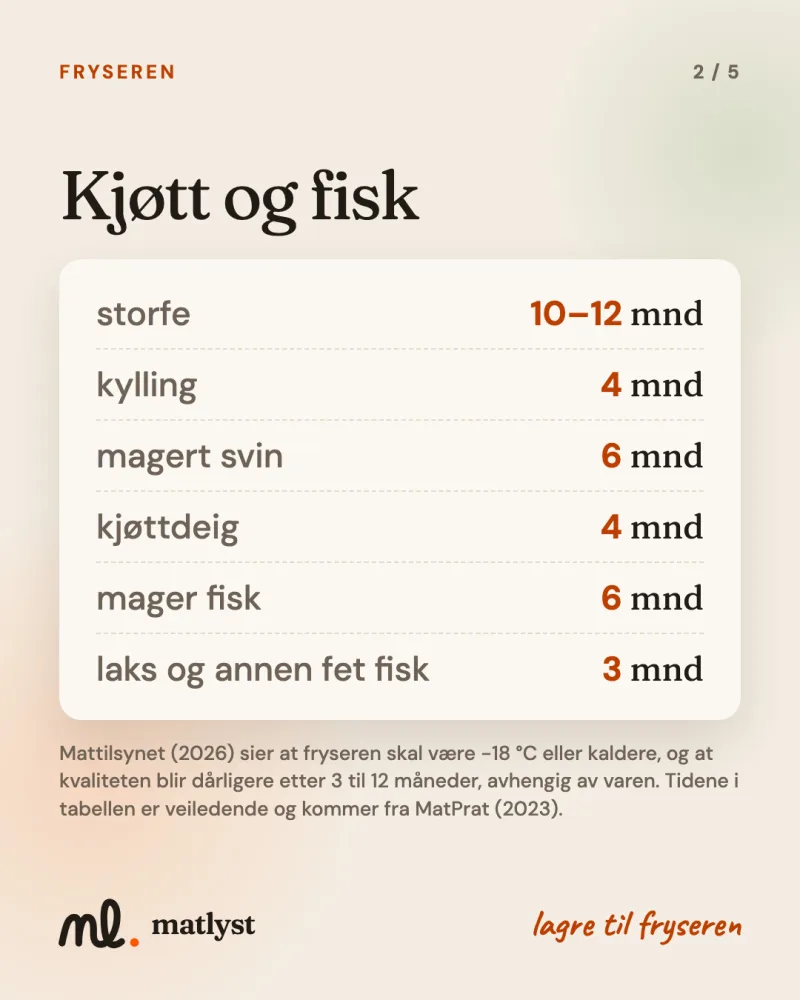 FRYSEREN
2 / 5
Kjøtt og fisk
storfe 10–12 mnd
kylling 4 mnd
magert svin 6 mnd
kjøttdeig 4 mnd
mager fisk 6 mnd
laks og annen fet fisk 3 mnd
Mattilsynet (2026) sier at fryseren skal være −18 °C eller kaldere, og at
kvaliteten blir dårligere etter 3 til 12 måneder, avhengig av varen. Tidene i
tabellen er veiledende og kommer fra MatPrat (2023).
ml. matlyst
lagre til fryseren